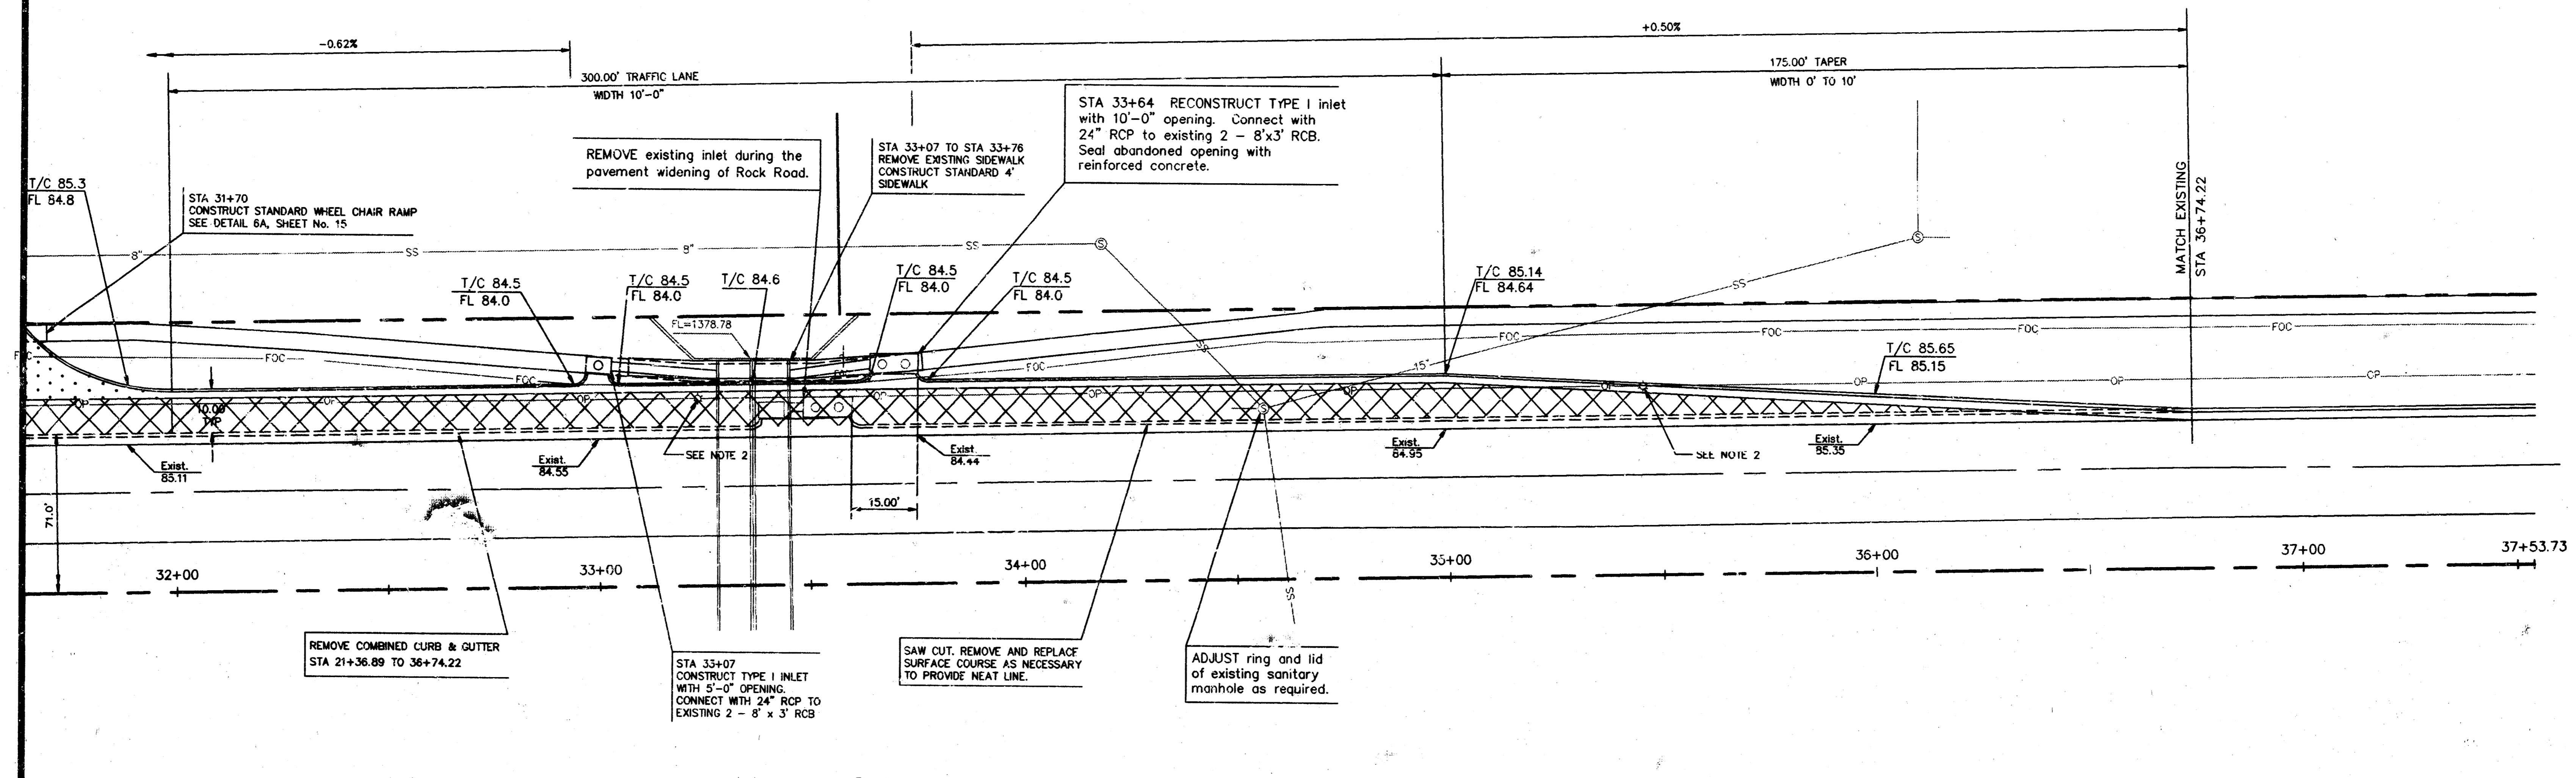 -0.62%
+0.50%
300.00' TRAFFIC LANE
WIDTH 10'-0"
175.00' TAPER
WIDTH 0' TO 10'
STA 33+64 RECONSTRUCT TYPE I inlet
with 10'-0" opening. Connect with
24" RCP to existing 2 - 8'x3' RCB.
Seal abandoned opening with
reinforced concrete.
REMOVE existing inlet during the
pavement widening of Rock Road.
STA 33+07 TO STA 33+76
REMOVE EXISTING SIDEWALK
CONSTRUCT STANDARD 4'
SIDEWALK
T/C 85.3
FL 84.8
STA 31+70
CONSTRUCT STANDARD WHEEL CHAIR RAMP
SEE DETAIL 6A, SHEET No. 15
MATCH EXISTING
STA 36+74.22
8"
SS
8"
SS
S
S
T/C 84.5
FL 84.0
T/C 84.5
FL 84.0
T/C 84.6
T/C 84.5
FL 84.0
T/C 84.5
FL 84.0
T/C 85.14
FL 84.64
SS
FL=1378.78
FOC
FOC
FOC
FOC
FOC
FOC
FOC
FOC
15"
T/C 85.65
FL 85.15
OP
OP
OP
OP
OP
OP
OP
OP
10.00
TYP
S
Exist.
85.11
Exist.
84.55
SEE NOTE 2
Exist.
84.44
Exist.
84.95
Exist.
85.35
SEE NOTE 2
71.0'
15.00'
32+00
33+00
34+00
35+00
36+00
37+00
37+53.73
SS
REMOVE COMBINED CURB & GUTTER
STA 21+36.89 TO 36+74.22
STA 33+07
CONSTRUCT TYPE I INLET
WITH 5'-0" OPENING.
CONNECT WITH 24" RCP TO
EXISTING 2 - 8' x 3' RCB
SAW CUT. REMOVE AND REPLACE
SURFACE COURSE AS NECESSARY
TO PROVIDE NEAT LINE.
ADJUST ring and lid
of existing sanitary
manhole as required.